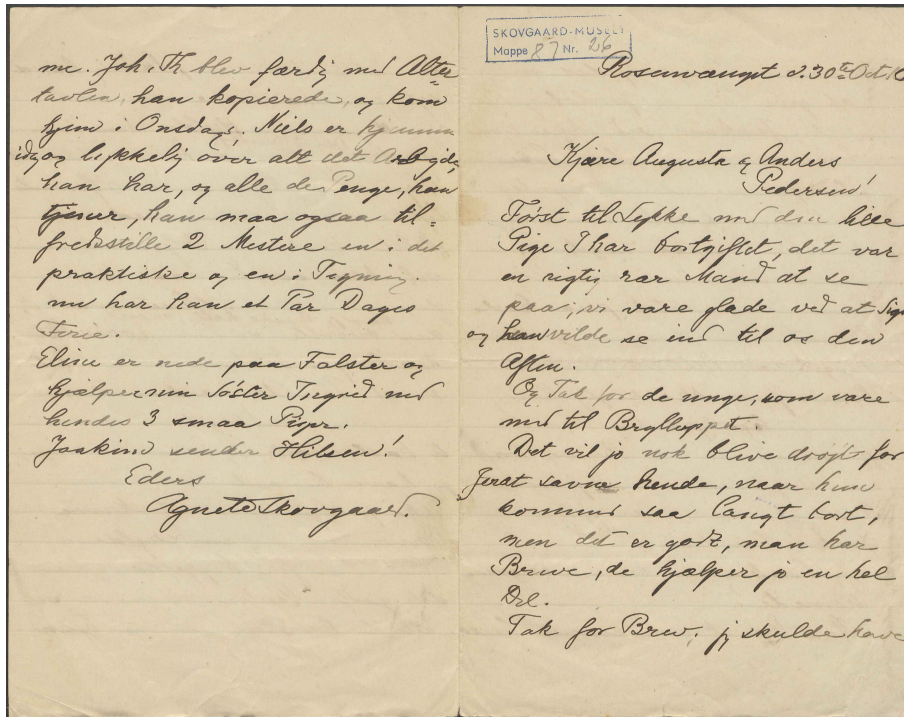 SKOVGAARD-MUSEET
Mappe 87 Nr. 26
Rosenvænget d. 30te Oct
Kjære Augusta og Anders
Pedersen!
Først til Lykke med den lille
Pige I har bortgiftet, det var
en rigtig rar Mand at se
paa; vi vare glade ved at
og han vilde se ind til os den
Aften.
Og Tak for de unge, som vare
med til Brylluppet.
Det vil jo nok blive drøjt for
Jer at savne hende, naar hun
kommer saa langt bort,
men det er godt, man har
Breve, de hjælper jo en hel
Del.
Tak for Brev, jeg skulde have
me. Joh. Th. blev færdig med Alter-
tavlen, han kopierede, og kom
hjem i Onsdags. Niels er hjemme
idag og lykkelig over alt det Arbejde,
han har, og alle de Penge, han
tjener, han maa ogsaa til-
fredsstille 2 Mestere en i det
praktiske og en i Tegning.
nu har han et Par Dages
Ferie.
Elise er nede paa Falster og
hjælper min Søster Ingrid med
hendes 3 smaa Piger.
Joakim sender Hilsen!
Eders
Agnete Skovgaard.